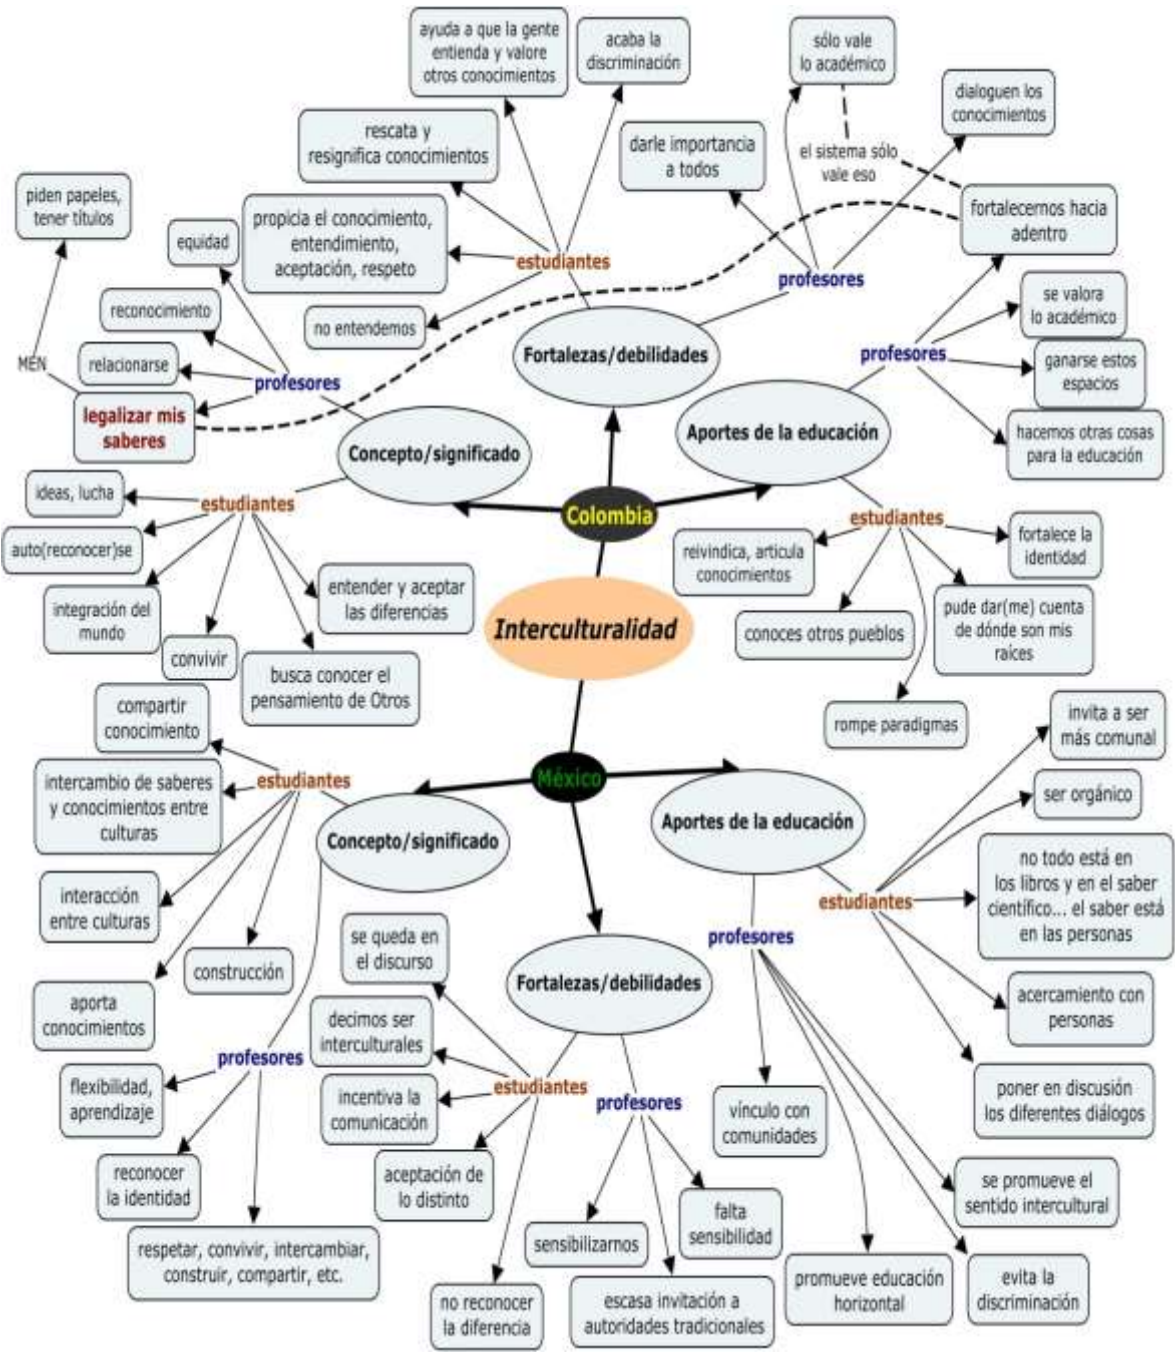 ayuda a que la gente
entienda y valore
otros conocimientos
acaba la
discriminación
sólo vale
lo académico
dialoguen los
conocimientos
rescata y
resignifica conocimientos
darle importancia
a todos
el sistema sólo
vale eso
piden papeles,
tener títulos
equidad
propicia el conocimiento,
entendimiento,
aceptación, respeto
estudiantes
profesores
fortalecernos hacia
adentro
reconocimiento
no entendemos
Fortalezas/debilidades
profesores
se valora
lo académico
MEN
relacionarse
profesores
ganarse estos
espacios
legalizar mis
saberes
Concepto/significado
Aportes de la educación
hacemos otras cosas
para la educación
ideas, lucha
estudiantes
Colombia
estudiantes
auto(reconocer)se
reivindica, articula
conocimientos
fortalece la
identidad
integración del
mundo
convivir
entender y aceptar
las diferencias
busca conocer el
pensamiento de Otros
Interculturalidad
conoces otros pueblos
pude dar(me) cuenta
de dónde son mis
raíces
rompe paradigmas
compartir
conocimiento
estudiantes
México
invita a ser
más comunal
intercambio de saberes
y conocimientos entre
culturas
Concepto/significado
Aportes de la educación
ser orgánico
interacción
entre culturas
no todo está en
los libros y en el saber
científico... el saber está
en las personas
estudiantes
profesores
construcción
se queda en
el discurso
Fortalezas/debilidades
aporta
conocimientos
decimos ser
interculturales
acercamiento con
personas
profesores
flexibilidad,
aprendizaje
incentiva la
comunicación
estudiantes
profesores
vínculo con
comunidades
poner en discusión
los diferentes diálogos
reconocer
la identidad
aceptación de
lo distinto
se promueve el
sentido intercultural
respetar, convivir, intercambiar,
construir, compartir, etc.
sensibilizarnos
falta
sensibilidad
no reconocer
la diferencia
escasa invitación a
autoridades tradicionales
promueve educación
horizontal
evita la
discriminación